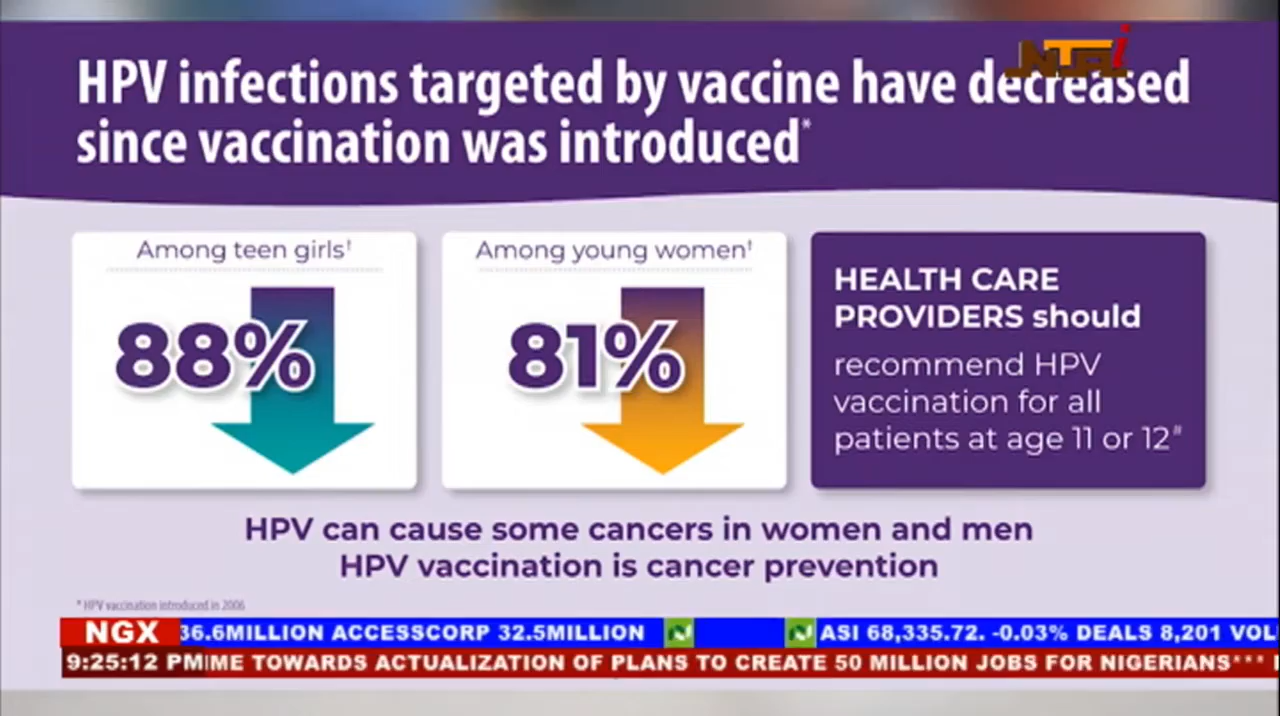 HPV infections targeted by vaccine have decreased
since vaccination was introduced*
NTAi
Among teen girls†
88%
Among young women†
81%
HEALTH CARE
PROVIDERS should
recommend HPV
vaccination for all
patients at age 11 or 12#
HPV can cause some cancers in women and men
HPV vaccination is cancer prevention
* HPV vaccination introduced in 2006
NGX 36.6MILLION ACCESSCORP 32.5MILLION N N ASI 68,335.72. -0.03% DEALS 8,201 VOL
9:25:12 PM IME TOWARDS ACTUALIZATION OF PLANS TO CREATE 50 MILLION JOBS FOR NIGERIANS***